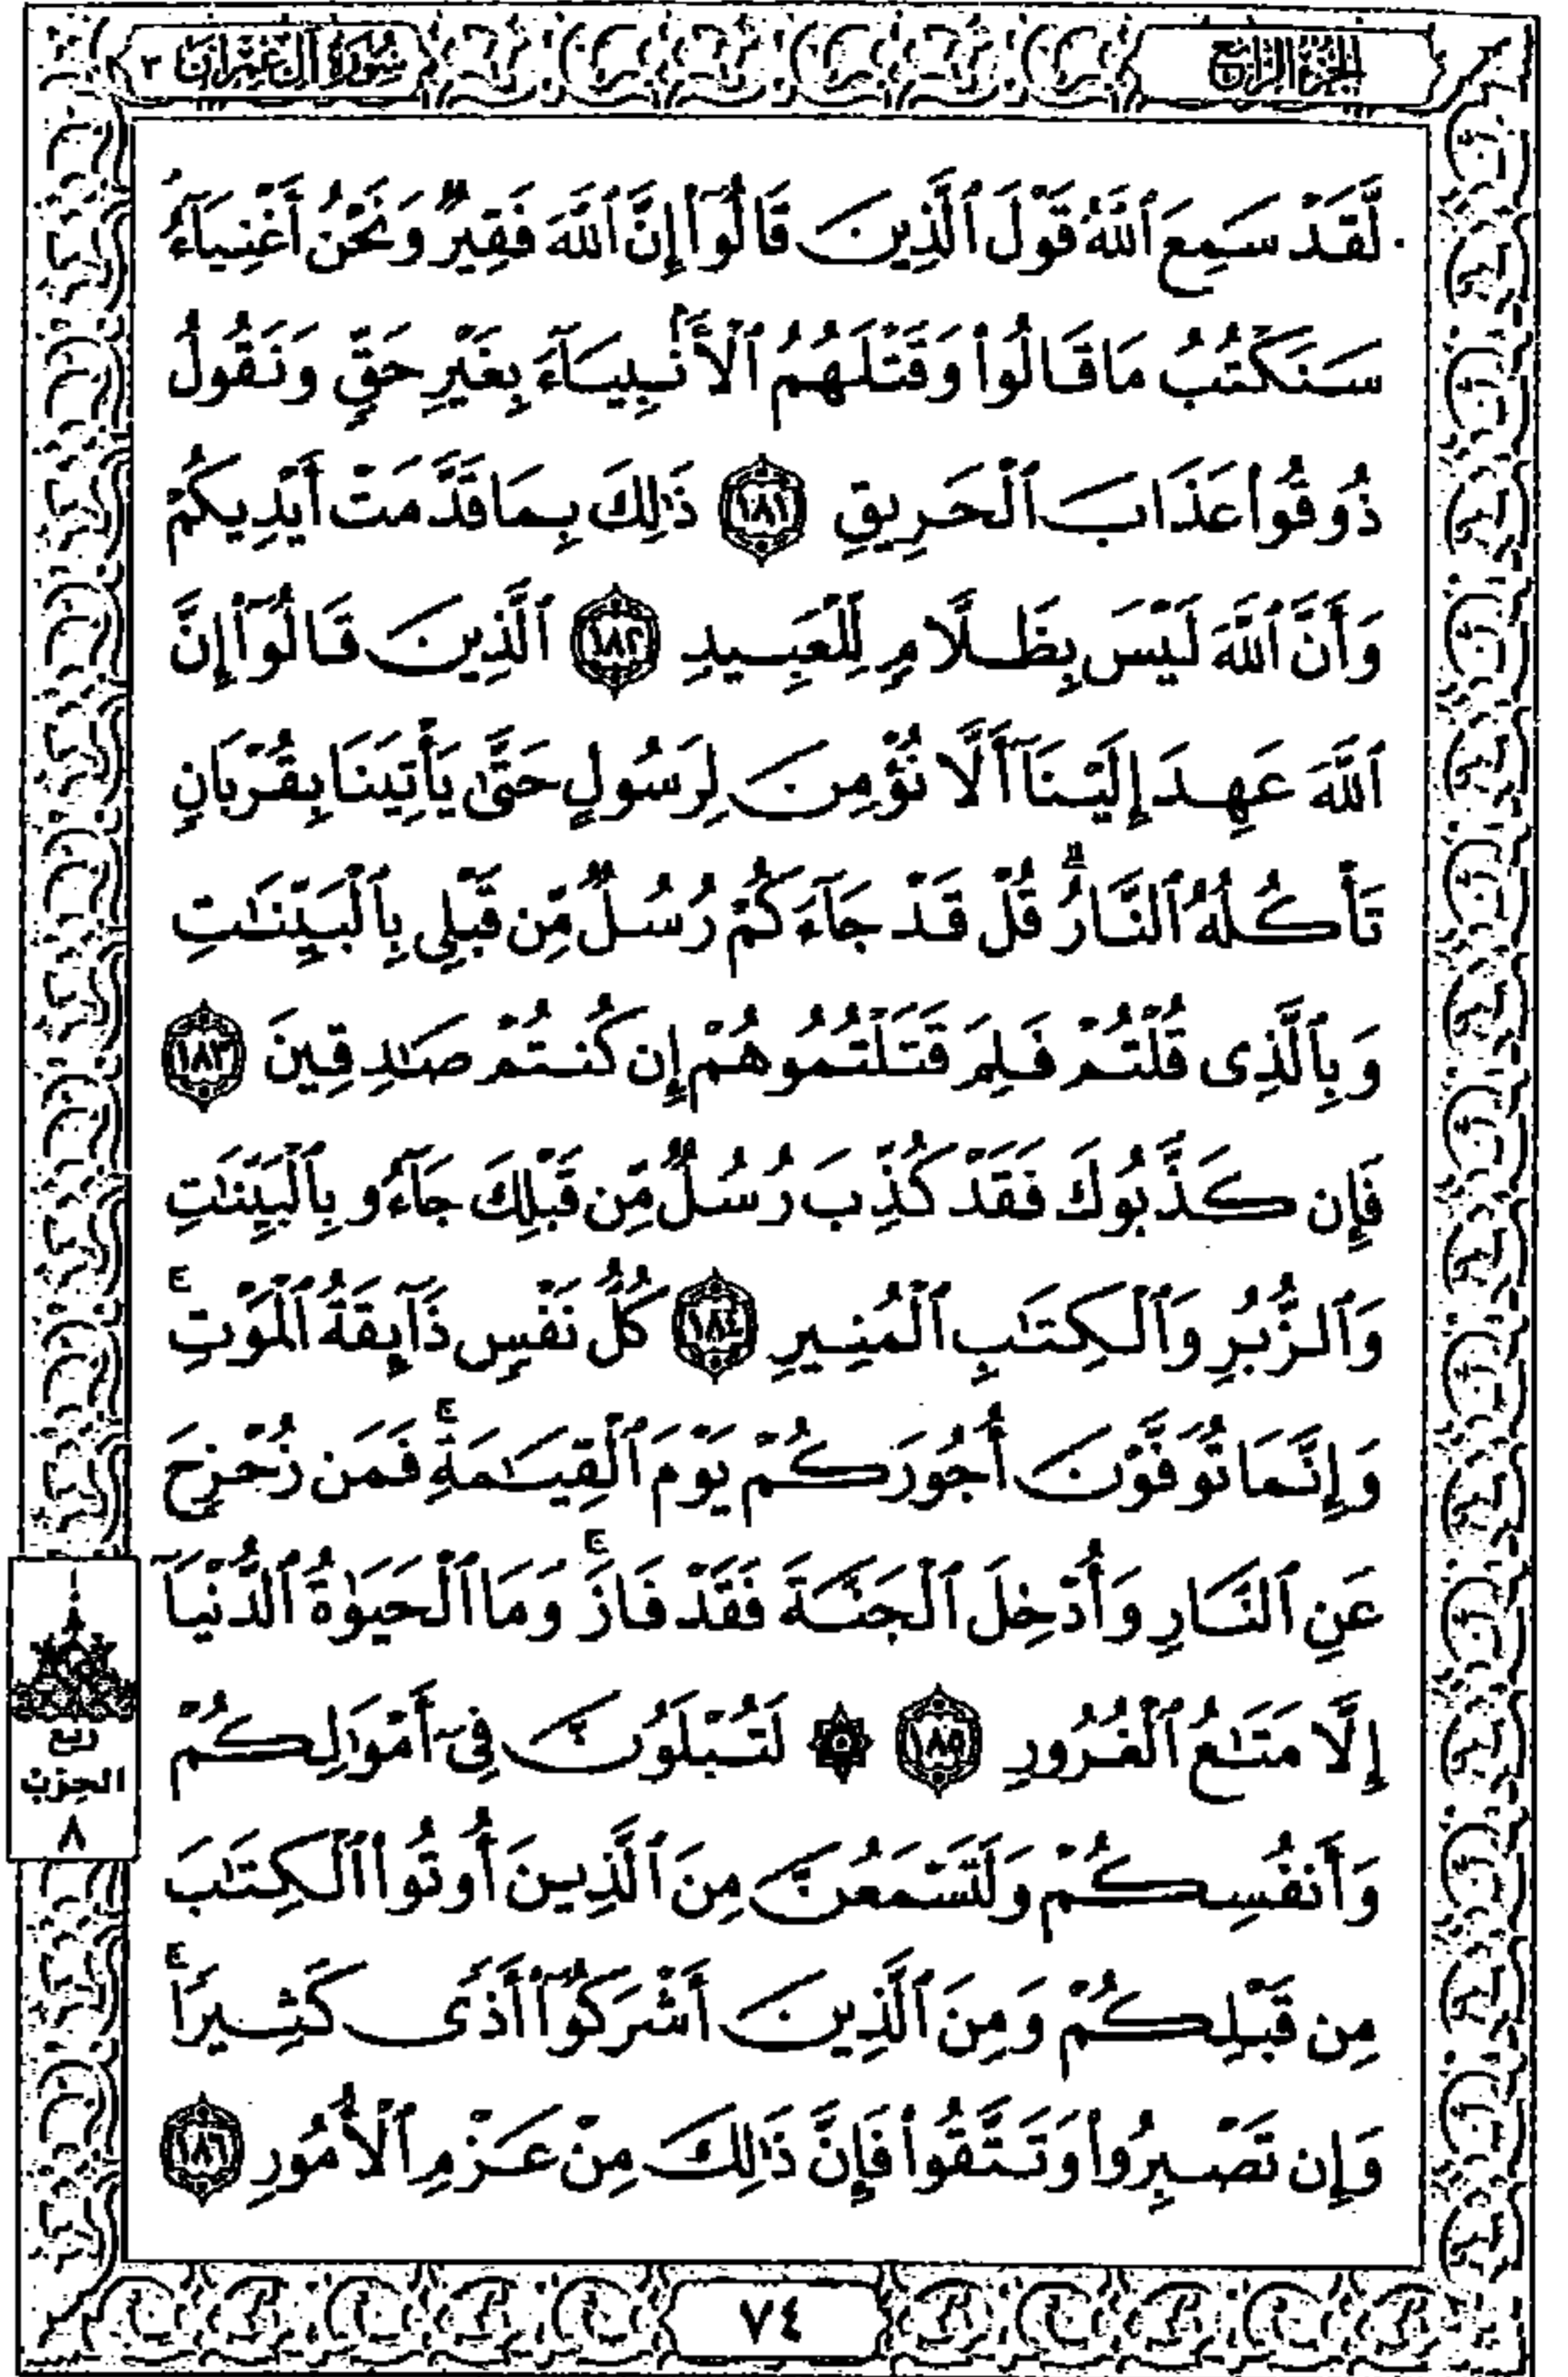 الجزء الرابع
سورة آل عمران ٣
لَّقَدْ سَمِعَ ٱللَّهُ قَوْلَ ٱلَّذِينَ قَالُوٓا۟ إِنَّ ٱللَّهَ فَقِيرٌ وَنَحْنُ أَغْنِيَآءُ
سَنَكْتُبُ مَا قَالُوا۟ وَقَتْلَهُمُ ٱلْأَنۢبِيَآءَ بِغَيْرِ حَقٍّ وَنَقُولُ
ذُوقُوا۟ عَذَابَ ٱلْحَرِيقِ ١٨١ ذَٰلِكَ بِمَا قَدَّمَتْ أَيْدِيكُمْ
وَأَنَّ ٱللَّهَ لَيْسَ بِظَلَّامٍ لِّلْعَبِيدِ ١٨٢ ٱلَّذِينَ قَالُوٓا۟ إِنَّ
ٱللَّهَ عَهِدَ إِلَيْنَآ أَلَّا نُؤْمِنَ لِرَسُولٍ حَتَّىٰ يَأْتِيَنَا بِقُرْبَانٍ
تَأْكُلُهُ ٱلنَّارُ ۗ قُلْ قَدْ جَآءَكُمْ رُسُلٌ مِّن قَبْلِى بِٱلْبَيِّنَٰتِ
وَبِٱلَّذِى قُلْتُمْ فَلِمَ قَتَلْتُمُوهُمْ إِن كُنتُمْ صَٰدِقِينَ ١٨٣
فَإِن كَذَّبُوكَ فَقَدْ كُذِّبَ رُسُلٌ مِّن قَبْلِكَ جَآءُو بِٱلْبَيِّنَٰتِ
وَٱلزُّبُرِ وَٱلْكِتَٰبِ ٱلْمُنِيرِ ١٨٤ كُلُّ نَفْسٍ ذَآئِقَةُ ٱلْمَوْتِ ۗ
وَإِنَّمَا تُوَفَّوْنَ أُجُورَكُمْ يَوْمَ ٱلْقِيَٰمَةِ ۖ فَمَن زُحْزِحَ
عَنِ ٱلنَّارِ وَأُدْخِلَ ٱلْجَنَّةَ فَقَدْ فَازَ ۗ وَمَا ٱلْحَيَوٰةُ ٱلدُّنْيَآ
إِلَّا مَتَٰعُ ٱلْغُرُورِ ١٨٥ ۞ لَتُبْلَوُنَّ فِىٓ أَمْوَٰلِكُمْ
وَأَنفُسِكُمْ وَلَتَسْمَعُنَّ مِنَ ٱلَّذِينَ أُوتُوا۟ ٱلْكِتَٰبَ
مِن قَبْلِكُمْ وَمِنَ ٱلَّذِينَ أَشْرَكُوٓا۟ أَذًى كَثِيرًا ۚ
وَإِن تَصْبِرُوا۟ وَتَتَّقُوا۟ فَإِنَّ ذَٰلِكَ مِنْ عَزْمِ ٱلْأُمُورِ ١٨٦
ربع
الحزب
٨
٧٤